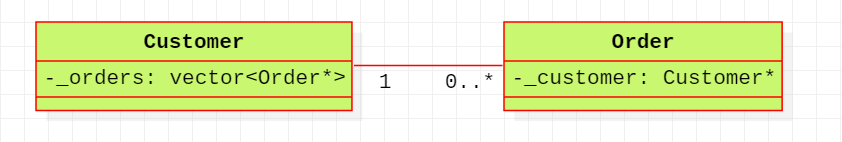 Customer
-_orders: vector<Order*>
1
0..*
Order
-_customer: Customer*